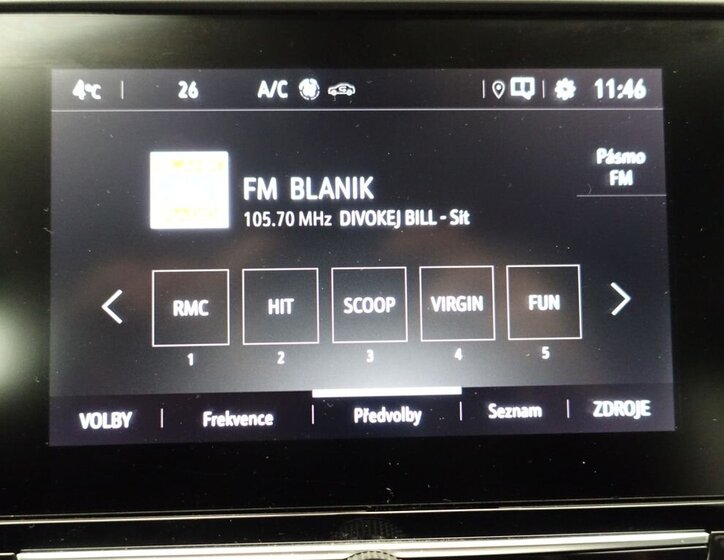 4°C 26 A/C 11:46
Pásmo
FM
FM BLANIK
105.70 MHz DIVOKEJ BILL - Sit
RMC HIT SCOOP VIRGIN FUN
1 2 3 4 5
VOLBY Frekvence Předvolby Seznam ZDROJE